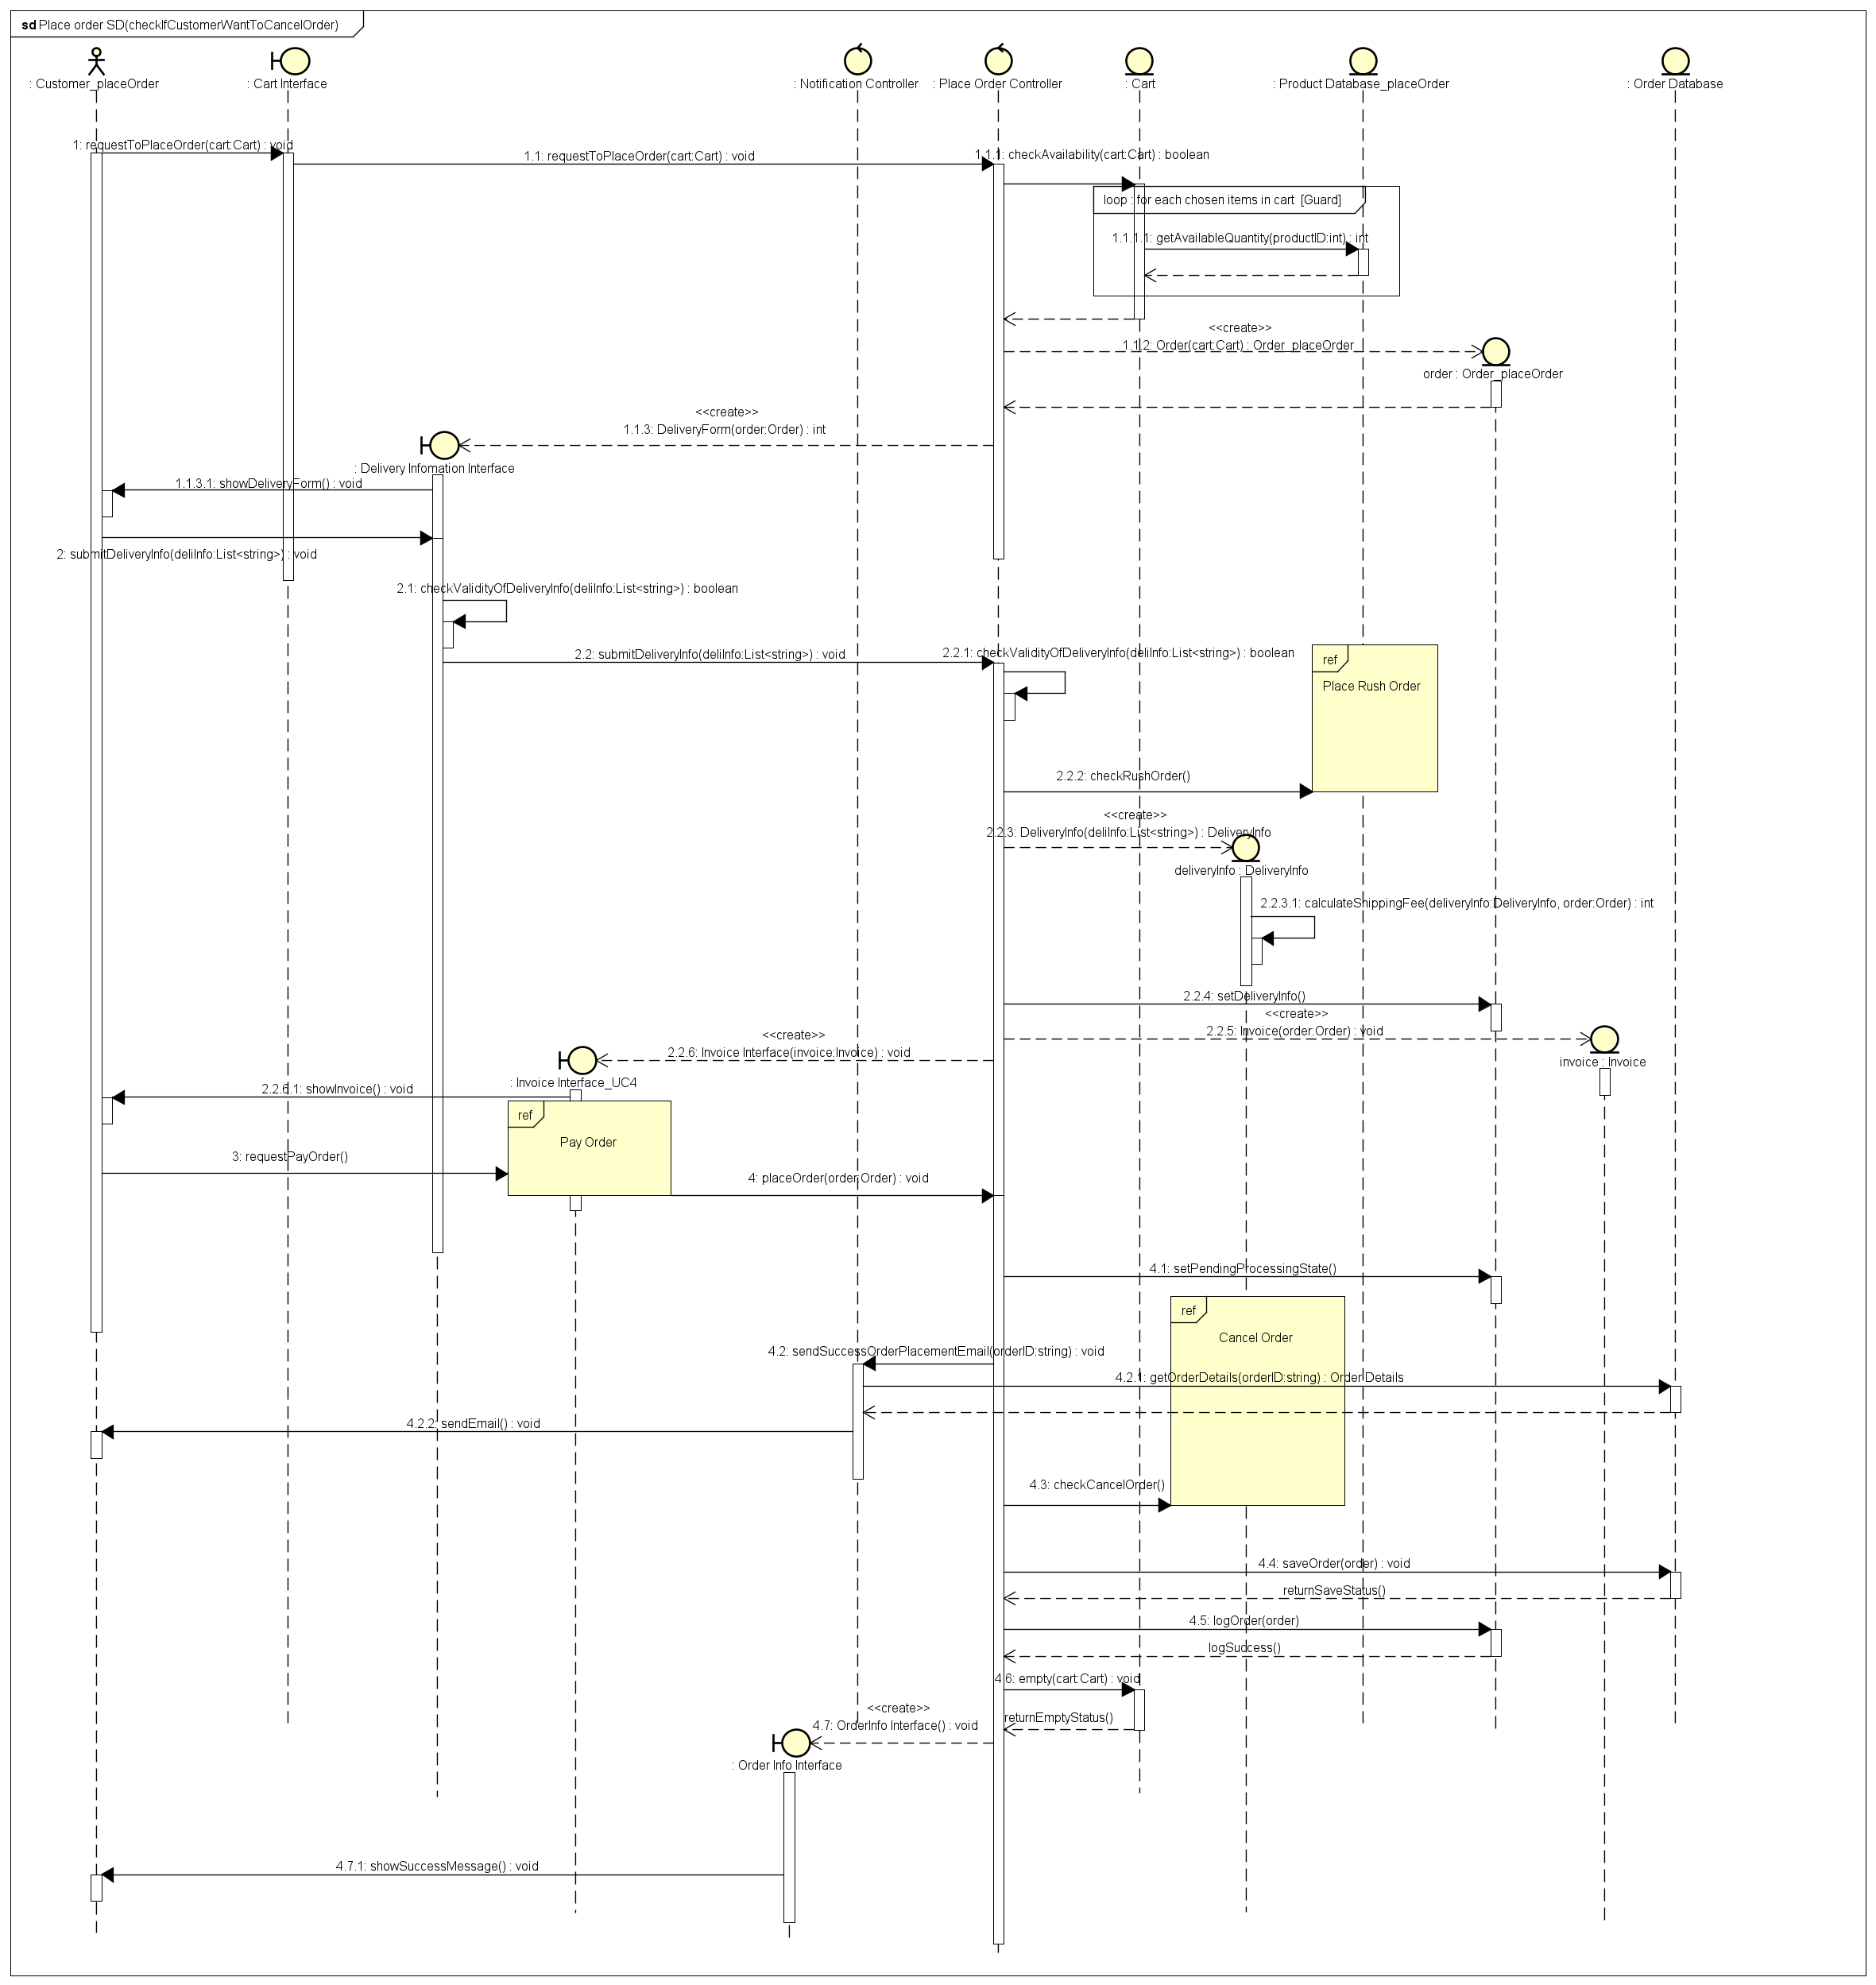 sd Place order SD(checkIfCustomerWantToCancelOrder)
: Customer_placeOrder
: Cart Interface
: Notification Controller
: Place Order Controller
: Cart
: Product Database_placeOrder
: Order Database
1: requestToPlaceOrder(cart:Cart) : void
1.1: requestToPlaceOrder(cart:Cart) : void
1.1.1: checkAvailability(cart:Cart) : boolean
loop : for each chosen items in cart [Guard]
1.1.1.1: getAvailableQuantity(productID:int) : int
<<create>>
1.1.2: Order(cart:Cart) : Order_placeOrder
order : Order_placeOrder
<<create>>
1.1.3: DeliveryForm(order:Order) : int
: Delivery Infomation Interface
1.1.3.1: showDeliveryForm() : void
2: submitDeliveryInfo(deliInfo:List<string>) : void
2.1: checkValidityOfDeliveryInfo(deliInfo:List<string>) : boolean
2.2: submitDeliveryInfo(deliInfo:List<string>) : void
2.2.1: checkValidityOfDeliveryInfo(deliInfo:List<string>) : boolean
ref
Place Rush Order
2.2.2: checkRushOrder()
<<create>>
2.2.3: DeliveryInfo(deliInfo:List<string>) : DeliveryInfo
deliveryInfo : DeliveryInfo
2.2.3.1: calculateShippingFee(deliveryInfo:DeliveryInfo, order:Order) : int
2.2.4: setDeliveryInfo()
<<create>>
2.2.5: Invoice(order:Order) : void
<<create>>
2.2.6: Invoice Interface(invoice:Invoice) : void
invoice : Invoice
: Invoice Interface_UC4
2.2.6.1: showInvoice() : void
ref
Pay Order
3: requestPayOrder()
4: placeOrder(order:Order) : void
4.1: setPendingProcessingState()
ref
Cancel Order
4.2: sendSuccessOrderPlacementEmail(orderID:string) : void
4.2.1: getOrderDetails(orderID:string) : Order Details
4.2.2: sendEmail() : void
4.3: checkCancelOrder()
4.4: saveOrder(order) : void
returnSaveStatus()
4.5: logOrder(order)
logSuccess()
4.6: empty(cart:Cart) : void
<<create>>
returnEmptyStatus()
4.7: OrderInfo Interface() : void
: Order Info Interface
4.7.1: showSuccessMessage() : void